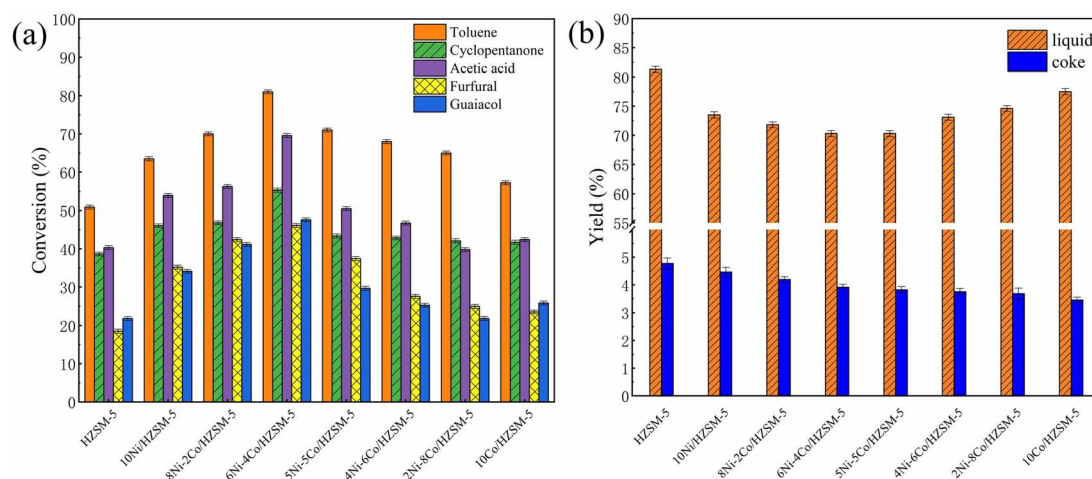 (a)
Conversion (%)
100
90
80
70
60
50
40
30
20
10
0
Toluene
Cyclopentanone
Acetic acid
Furfural
Guaiacol
HZSM-5
10Ni/HZSM-5
8Ni-2Co/HZSM-5
6Ni-4Co/HZSM-5
5Ni-5Co/HZSM-5
4Ni-6Co/HZSM-5
2Ni-8Co/HZSM-5
10Co/HZSM-5
(b)
Yield (%)
90
85
80
75
70
65
60
55
5
4
3
2
1
0
liquid
coke
HZSM-5
10Ni/HZSM-5
8Ni-2Co/HZSM-5
6Ni-4Co/HZSM-5
5Ni-5Co/HZSM-5
4Ni-6Co/HZSM-5
2Ni-8Co/HZSM-5
10Co/HZSM-5